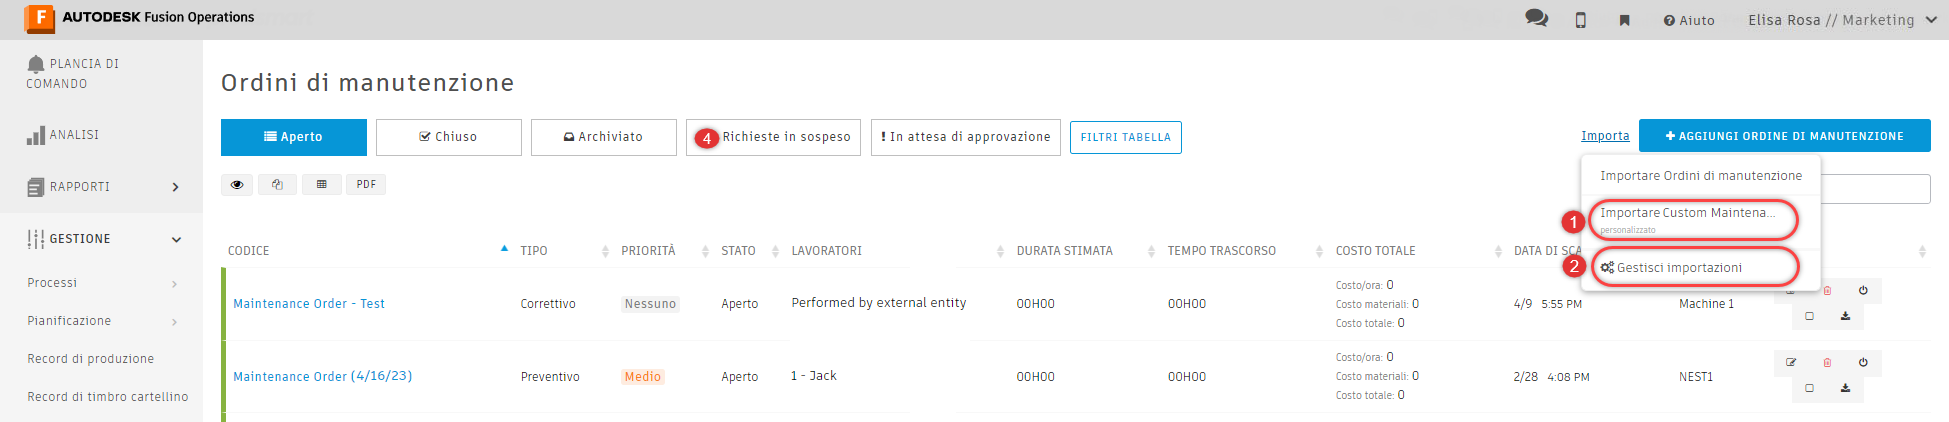 AUTODESK Fusion Operations
Aiuto
Elisa Rosa // Marketing
PLANCIA DI
COMANDO
ANALISI
RAPPORTI
GESTIONE
Processi
Pianificazione
Record di produzione
Record di timbro cartellino
Ordini di manutenzione
Aperto
Chiuso
Archiviato
4 Richieste in sospeso
In attesa di approvazione
FILTRI TABELLA
Importa
AGGIUNGI ORDINE DI MANUTENZIONE
PDF
Importare Ordini di manutenzione
1 Importare Custom Maintena...
personalizzato
2 Gestisci importazioni
CODICE TIPO PRIORITÀ STATO LAVORATORI DURATA STIMATA TEMPO TRASCORSO COSTO TOTALE DATA DI SCA
Maintenance Order - Test Correttivo Nessuno Aperto Performed by external entity 00H00 00H00 Costo/ora: 0
Costo materiali: 0
Costo totale: 0
4/9 5:55 PM Machine 1
Maintenance Order (4/16/23) Preventivo Medio Aperto 1 - Jack 00H00 00H00 Costo/ora: 0
Costo materiali: 0
Costo totale: 0
2/28 4:08 PM NEST1